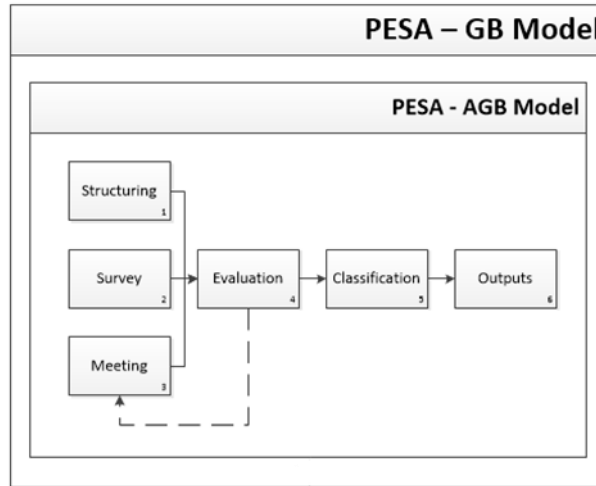 PESA – GB Model
PESA - AGB Model
Structuring
1
Survey
2
Evaluation
4
Classification
5
Outputs
6
Meeting
3